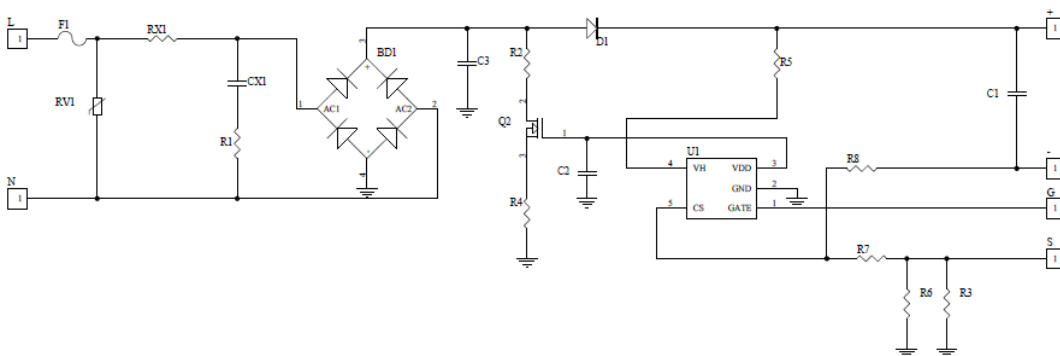 L
1
F1
RX1
RV1
CX1
R1
N
1
BD1
3
+
1
AC1
AC2
2
-
4
C3
R2
D1
2
Q2
1
3
R4
C2
R5
U1
4
VH
VDD
3
GND
2
5
CS
GATE
1
C1
R8
R7
R6
R3
+
1
-
1
G
1
S
1